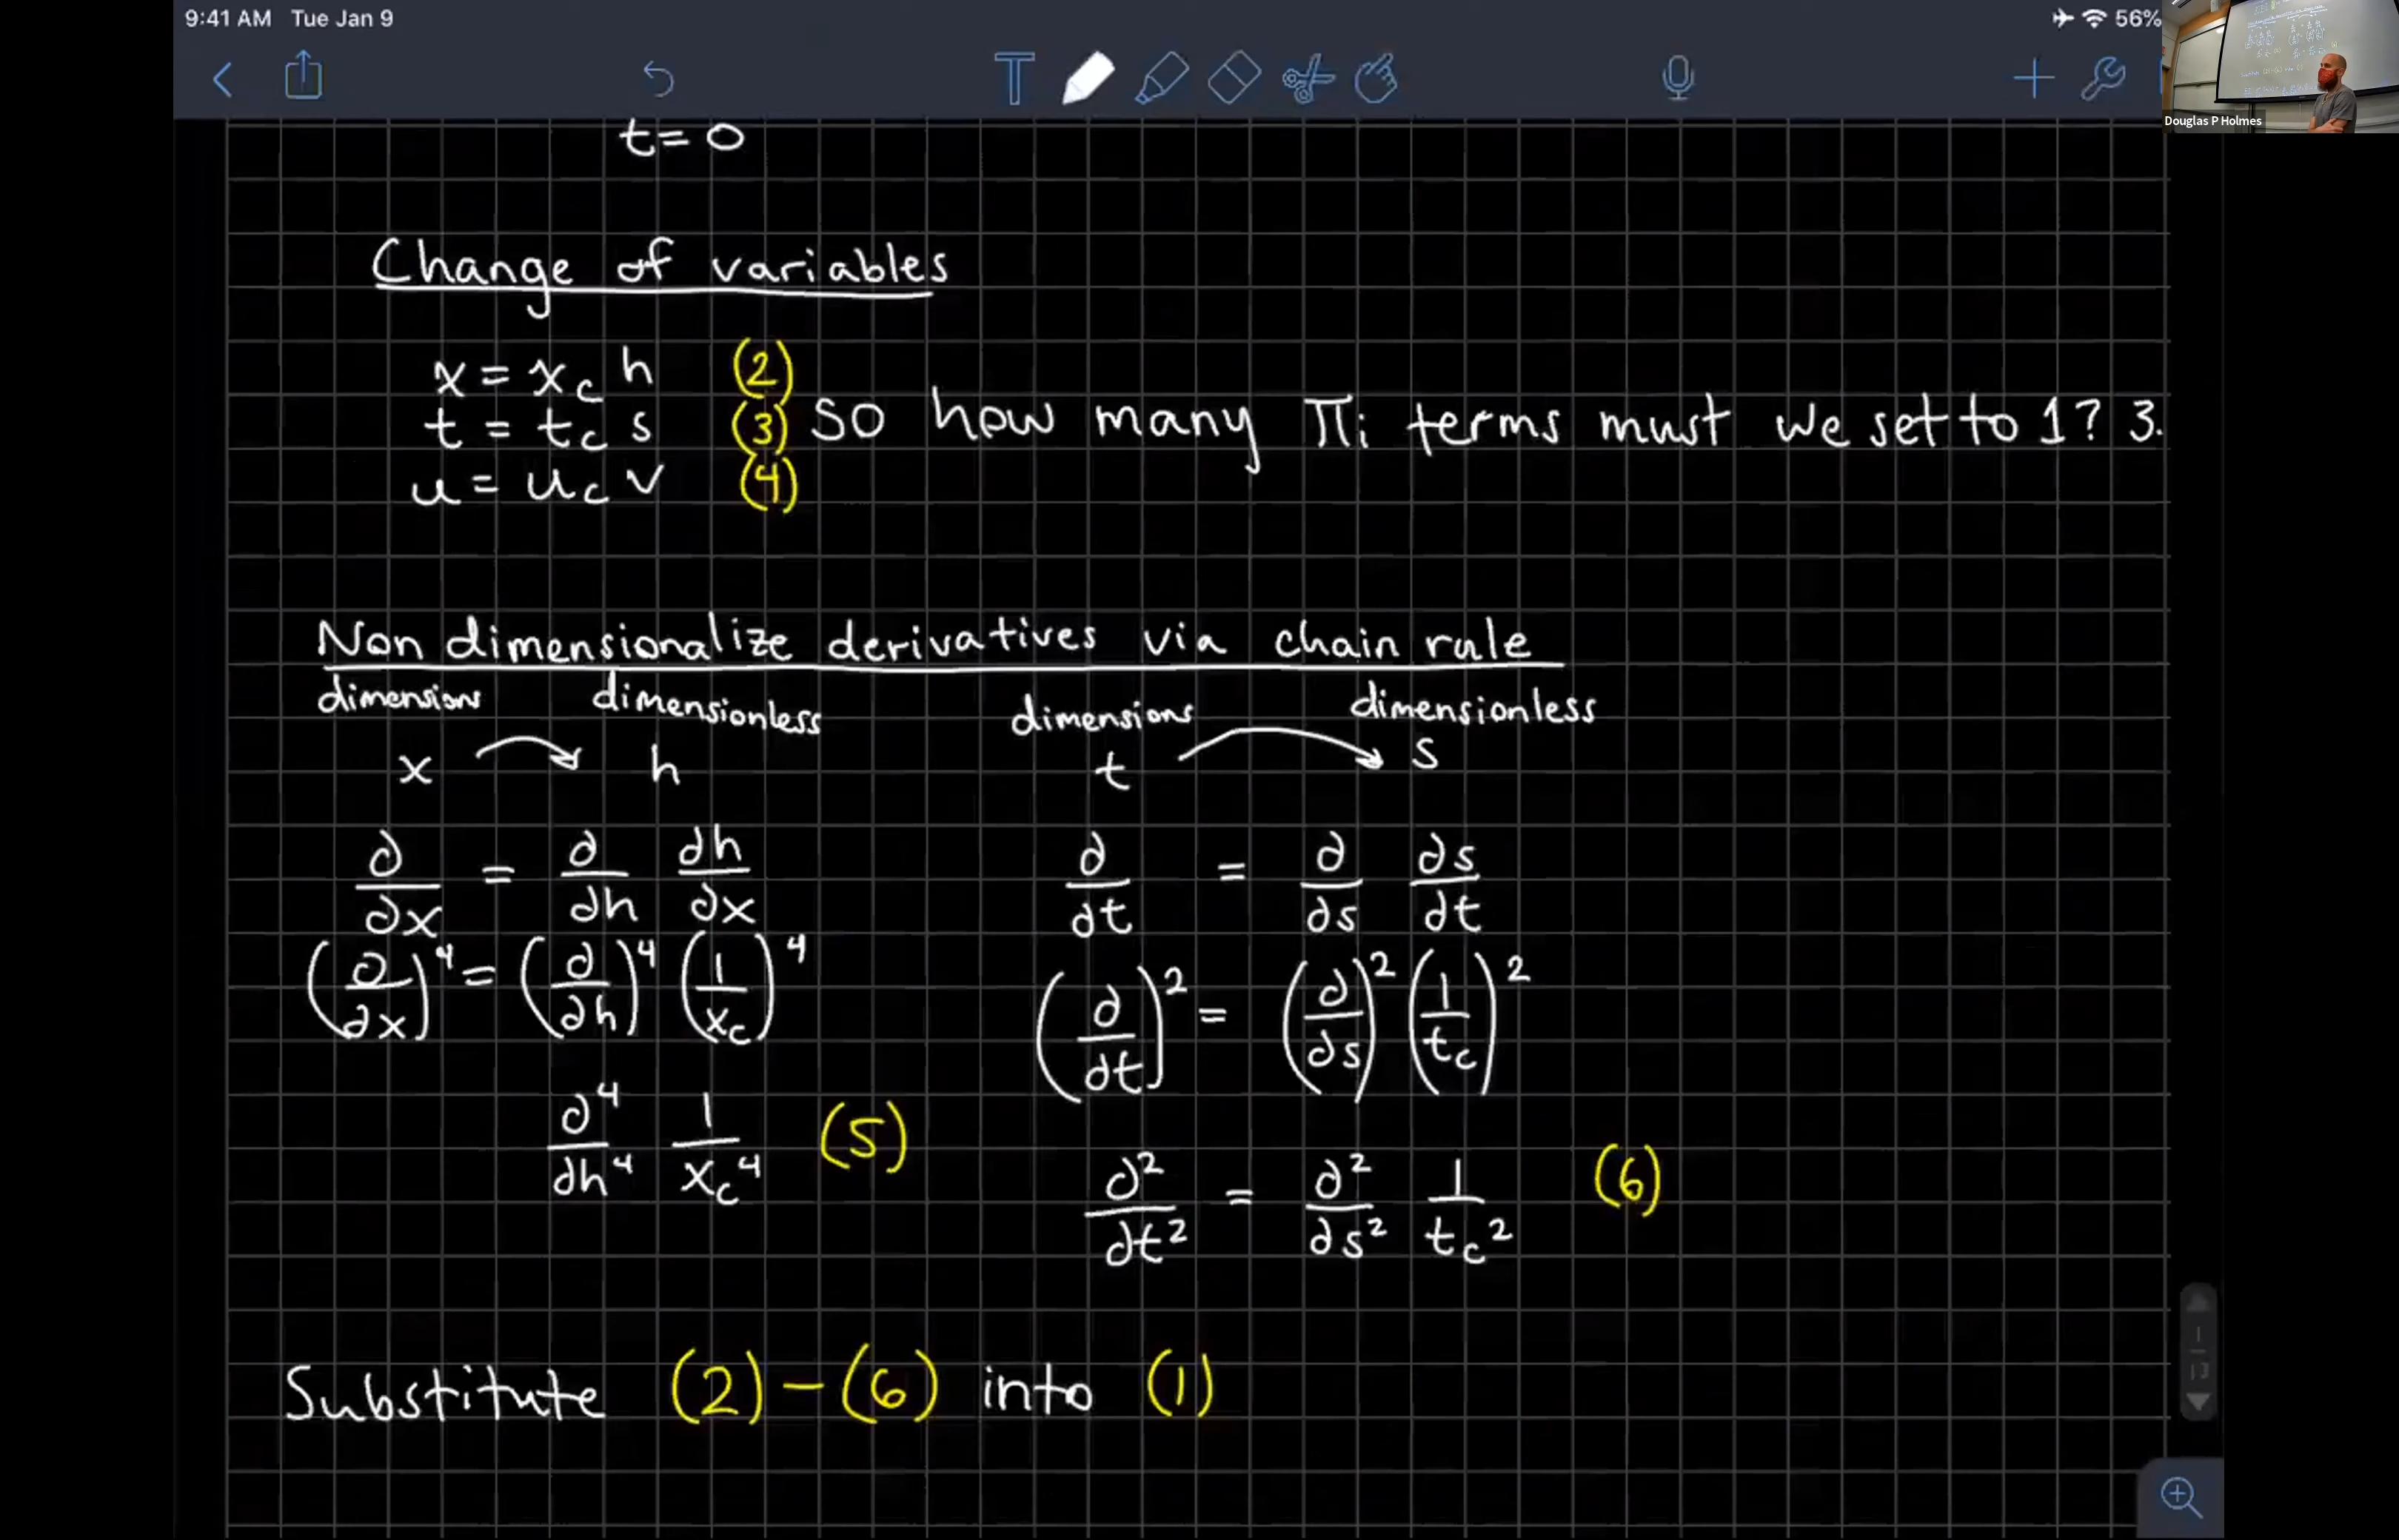 9:41 AM Tue Jan 9
56%
Douglas P Holmes
t = 0
Change of variables
x = x_c h (2)
t = t_c s (3) So how many πi terms must we set to 1? 3.
u = u_c v (4)
Non dimensionalize derivatives via chain rule
dimensions dimensionless dimensions dimensionless
x h t s
∂/∂x = ∂/∂h ∂h/∂x ∂/∂t = ∂/∂s ∂s/∂t
(∂/∂x)^4 = (∂/∂h)^4 (1/x_c)^4 (∂/∂t)^2 = (∂/∂s)^2 (1/t_c)^2
∂^4/∂h^4 1/x_c^4 (5) ∂^2/∂t^2 = ∂^2/∂s^2 1/t_c^2 (6)
Substitute (2) – (6) into (1)